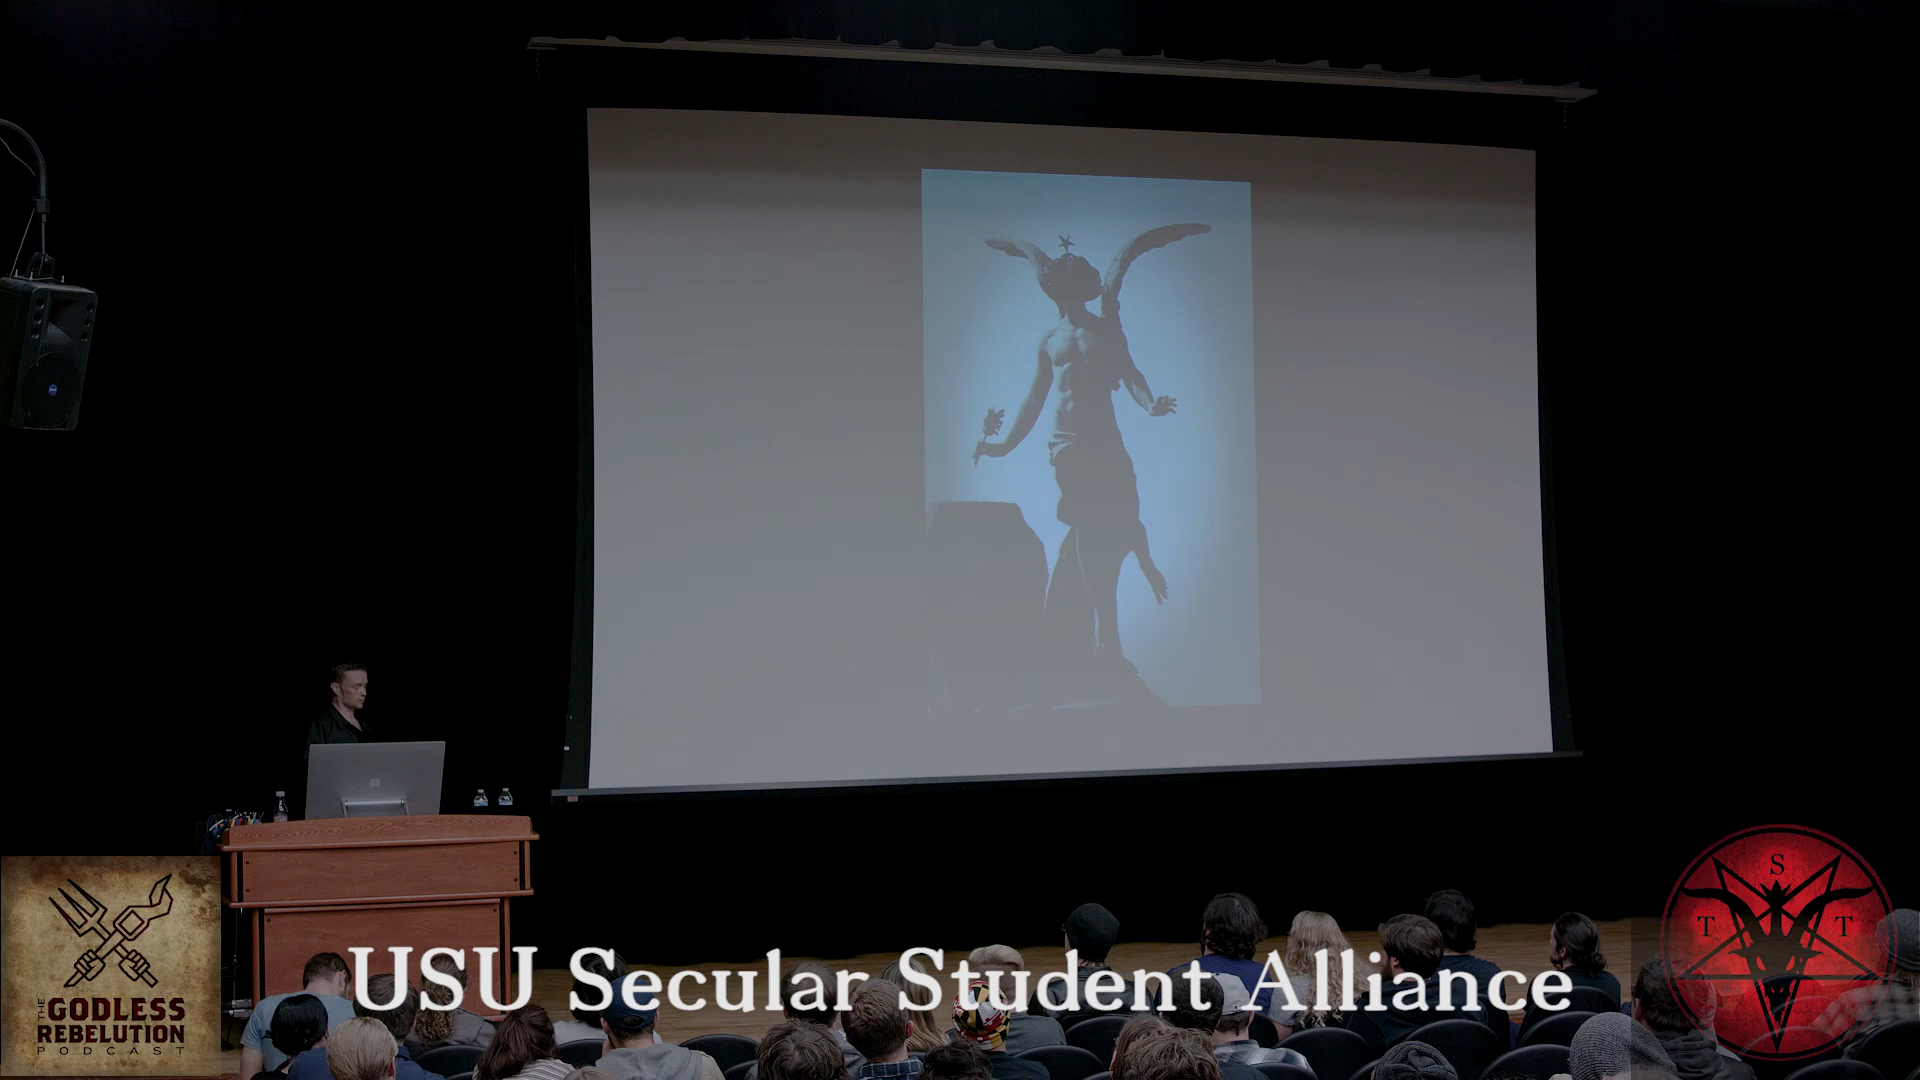 USU Secular Student Alliance
THE
GODLESS
REBELUTION
PODCAST
S
T T